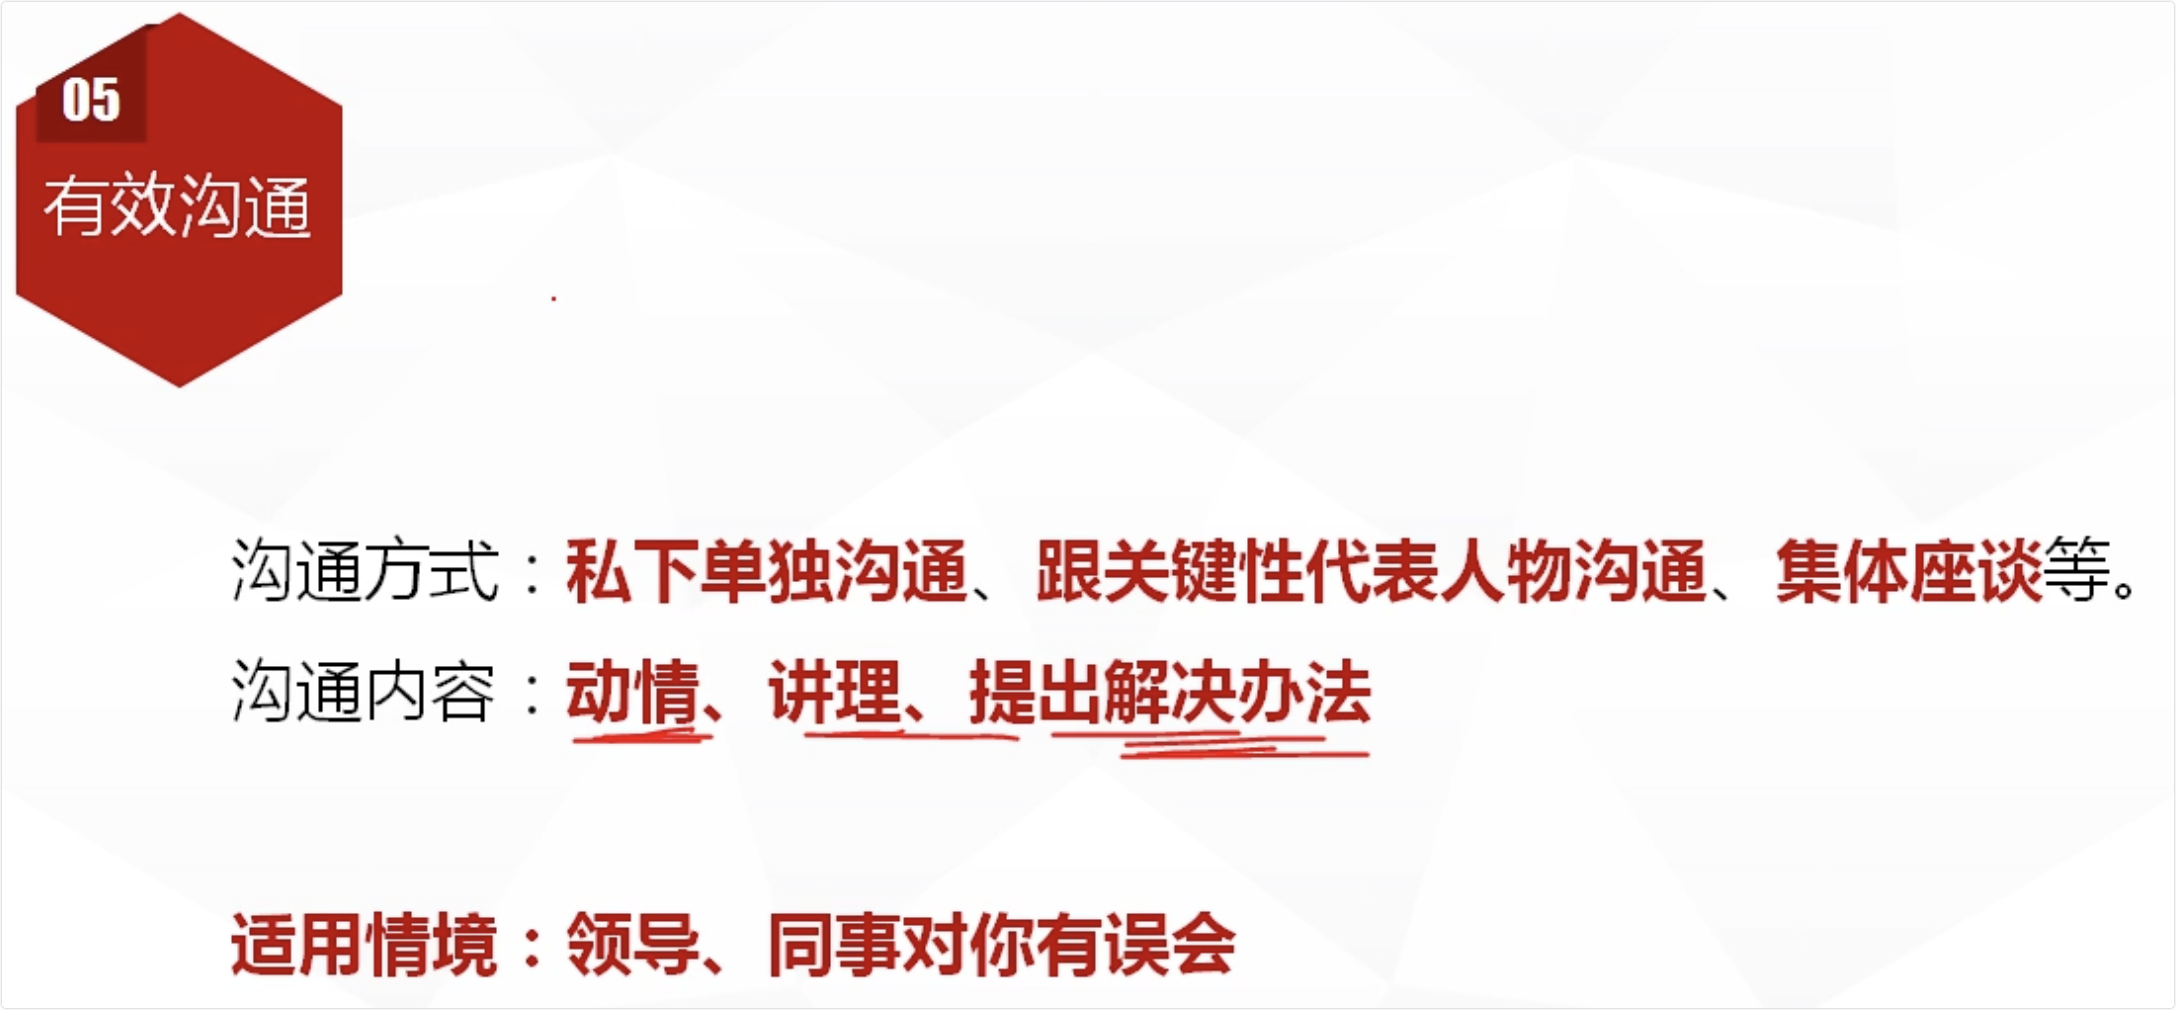 05
有效沟通
沟通方式：私下单独沟通、跟关键性代表人物沟通、集体座谈等。
沟通内容：动情、讲理、提出解决办法
适用情境：领导、同事对你有误会